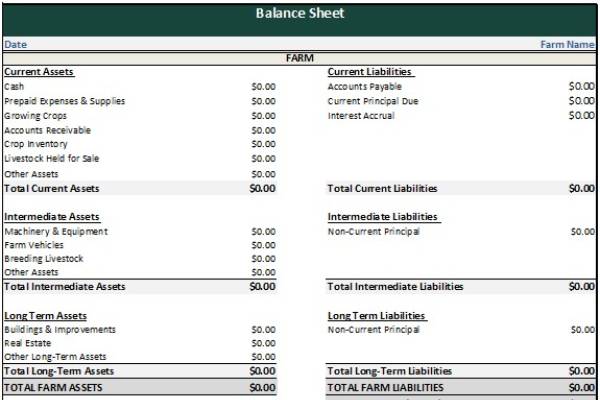 Balance Sheet
Date Farm Name
FARM
Current Assets Current Liabilities
Cash $0.00 Accounts Payable $0.00
Prepaid Expenses & Supplies $0.00 Current Principal Due $0.00
Growing Crops $0.00 Interest Accrual $0.00
Accounts Receivable $0.00
Crop Inventory $0.00
Livestock Held for Sale $0.00
Other Assets $0.00
Total Current Assets $0.00 Total Current Liabilities $0.00
Intermediate Assets Intermediate Liabilities
Machinery & Equipment $0.00 Non-Current Principal $0.00
Farm Vehicles $0.00
Breeding Livestock $0.00
Other Assets $0.00
Total Intermediate Assets $0.00 Total Intermediate Liabilities $0.00
Long Term Assets Long Term Liabilities
Buildings & Improvements $0.00 Non-Current Principal $0.00
Real Estate $0.00
Other Long-Term Assets $0.00
Total Long-Term Assets $0.00 Total Long-Term Liabilities $0.00
TOTAL FARM ASSETS $0.00 TOTAL FARM LIABILITIES $0.00